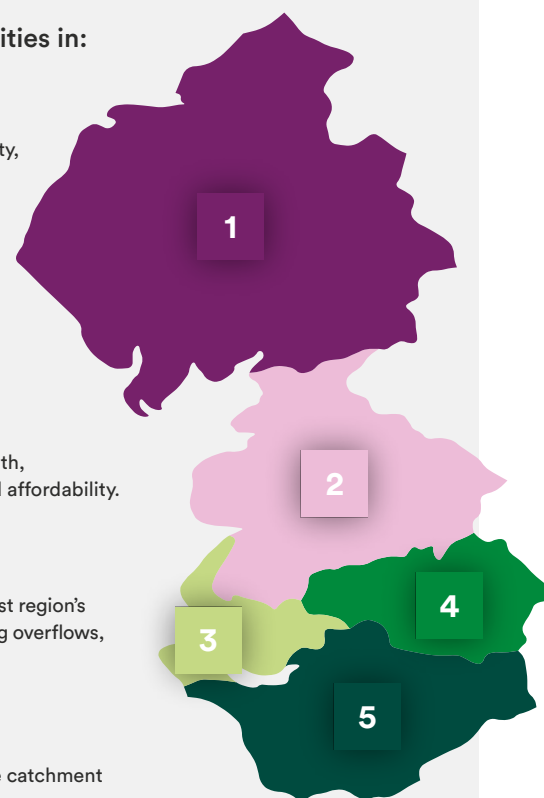 ities in:
ty,
1
th,
affordability.
2
st region's
g overflows,
4
3
5
catchment